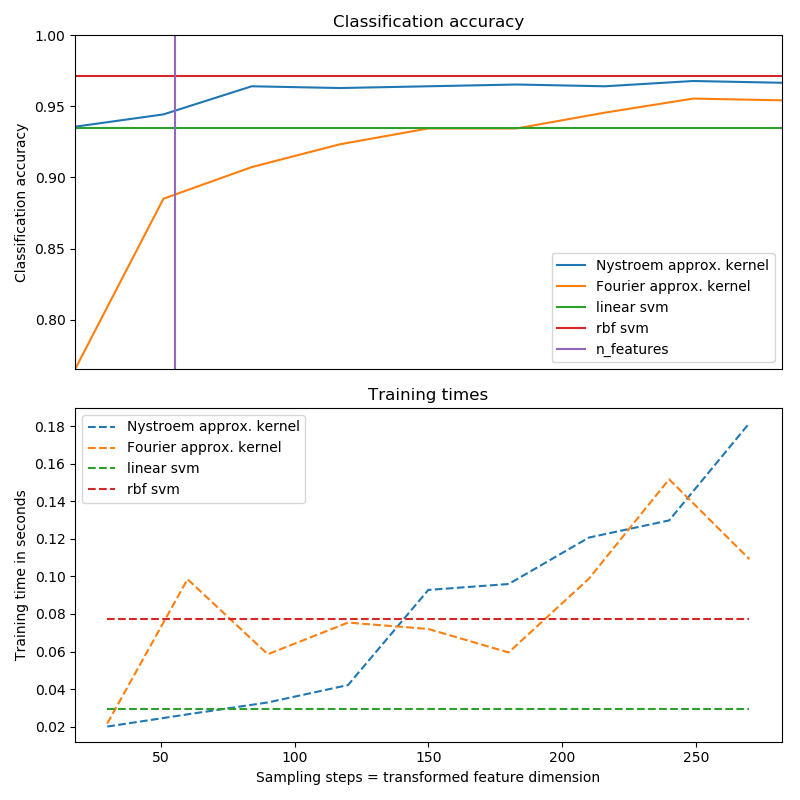 Classification accuracy
1.00
0.95
0.90
0.85
0.80
Classification accuracy
Nystroem approx. kernel
Fourier approx. kernel
linear svm
rbf svm
n_features
Training times
0.18
0.16
0.14
0.12
0.10
0.08
0.06
0.04
0.02
Training time in seconds
Nystroem approx. kernel
Fourier approx. kernel
linear svm
rbf svm
50 100 150 200 250
Sampling steps = transformed feature dimension